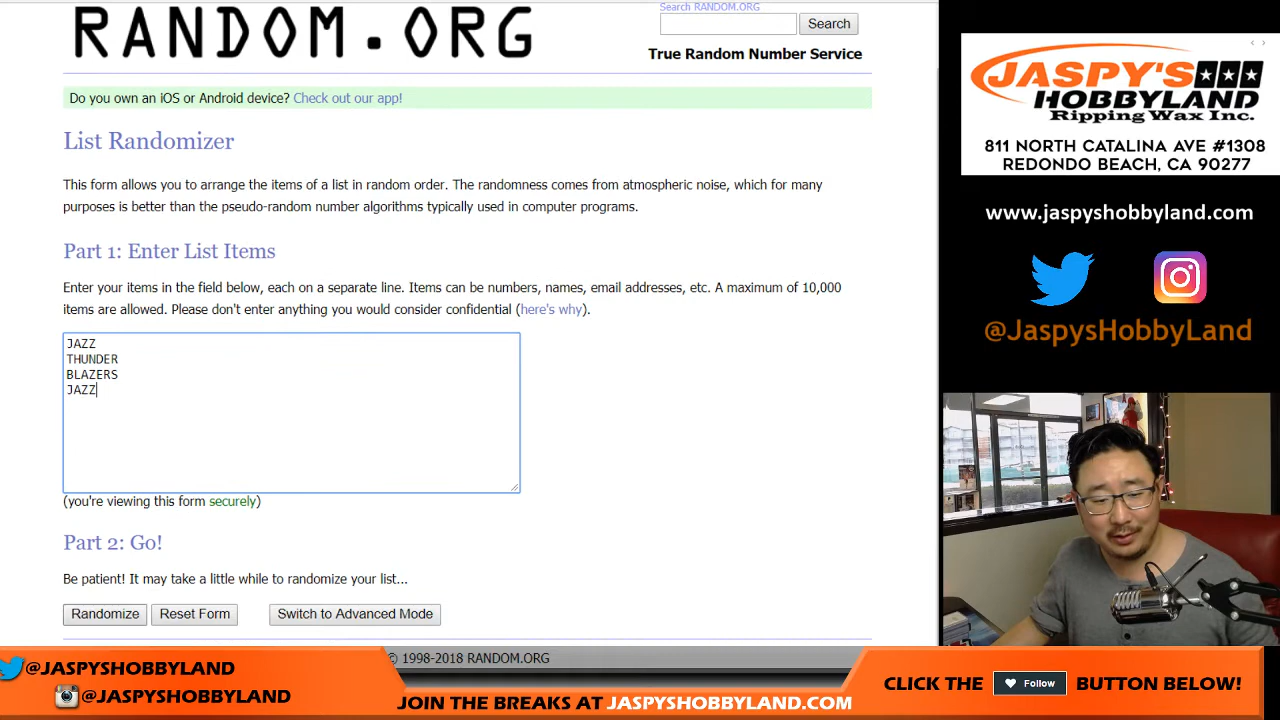 RANDOM.ORG
Search RANDOM.ORG
Search
True Random Number Service
Do you own an iOS or Android device? Check out our app!
List Randomizer
This form allows you to arrange the items of a list in random order. The randomness comes from atmospheric noise, which for many
purposes is better than the pseudo-random number algorithms typically used in computer programs.
Part 1: Enter List Items
Enter your items in the field below, each on a separate line. Items can be numbers, names, email addresses, etc. A maximum of 10,000
items are allowed. Please don't enter anything you would consider confidential (here's why).
JAZZ
THUNDER
BLAZERS
JAZZ
(you're viewing this form securely)
Part 2: Go!
Be patient! It may take a little while to randomize your list...
Randomize
Reset Form
Switch to Advanced Mode
© 1998-2018 RANDOM.ORG
JASPY'S
HOBBYLAND
Ripping Wax Inc.
811 NORTH CATALINA AVE #1308
REDONDO BEACH, CA 90277
www.jaspyshobbyland.com
@JaspysHobbyLand
@JASPYSHOBBYLAND
@JASPYSHOBBYLAND
JOIN THE BREAKS AT JASPYSHOBBYLAND.COM
CLICK THE Follow BUTTON BELOW!